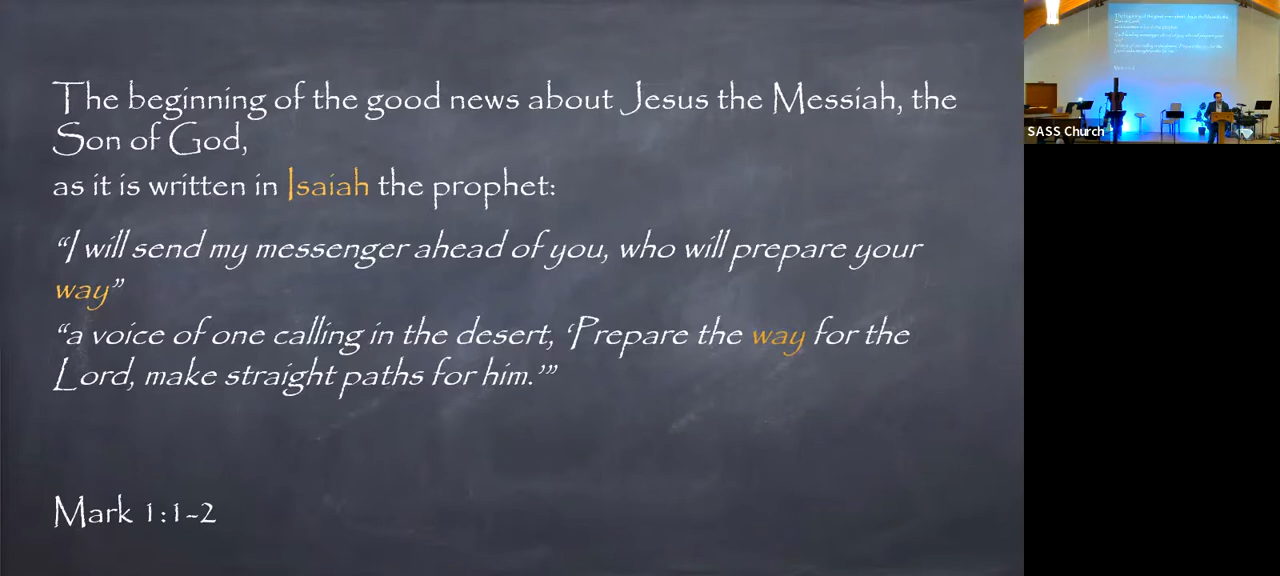 The beginning of the good news about Jesus the Messiah, the
Son of God,
as it is written in Isaiah the prophet:
“I will send my messenger ahead of you, who will prepare your
way”
“a voice of one calling in the desert, ‘Prepare the way for the
Lord, make straight paths for him.’”
Mark 1:1-2
SASS Church